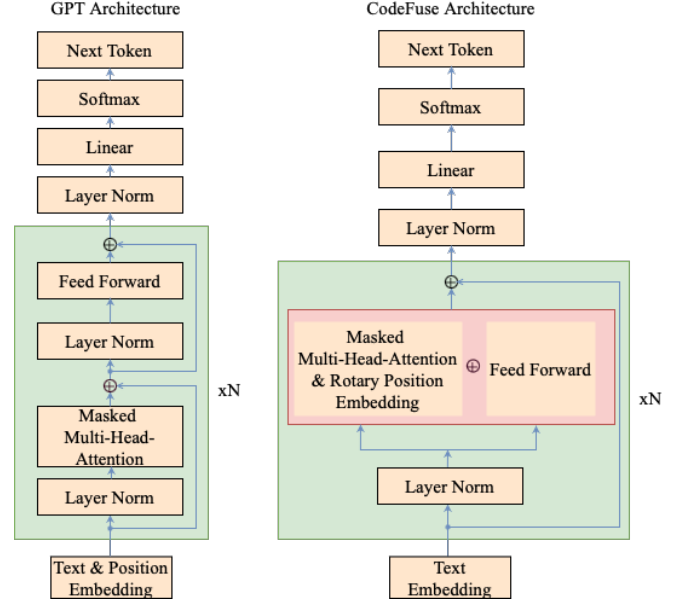 GPT Architecture
Next Token
Softmax
Linear
Layer Norm
Feed Forward
Layer Norm
Masked
Multi-Head-
Attention
Layer Norm
xN
Text & Position
Embedding
CodeFuse Architecture
Next Token
Softmax
Linear
Layer Norm
Masked
Multi-Head-Attention
& Rotary Position
Embedding
Feed Forward
Layer Norm
xN
Text
Embedding